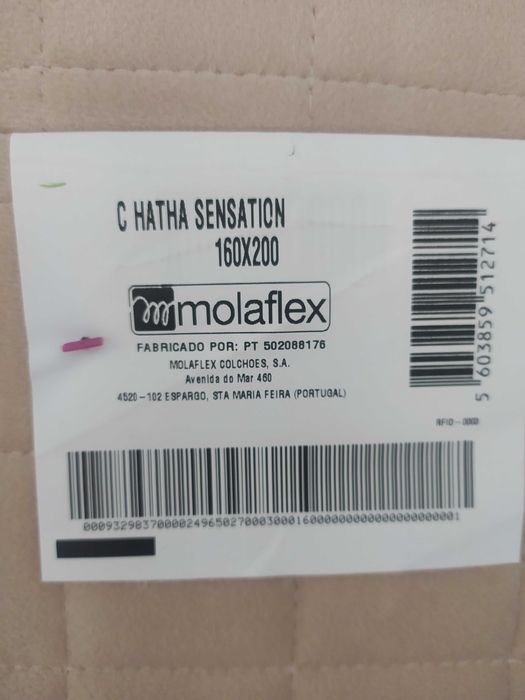 C HATHA SENSATION
160X200
molaflex
FABRICADO POR: PT 502088176
MOLAFLEX COLCHOES, S.A.
Avenida do Mar 460
4520-102 ESPARGO, STA MARIA FEIRA (PORTUGAL)
5 603859 512714
RFID-0000